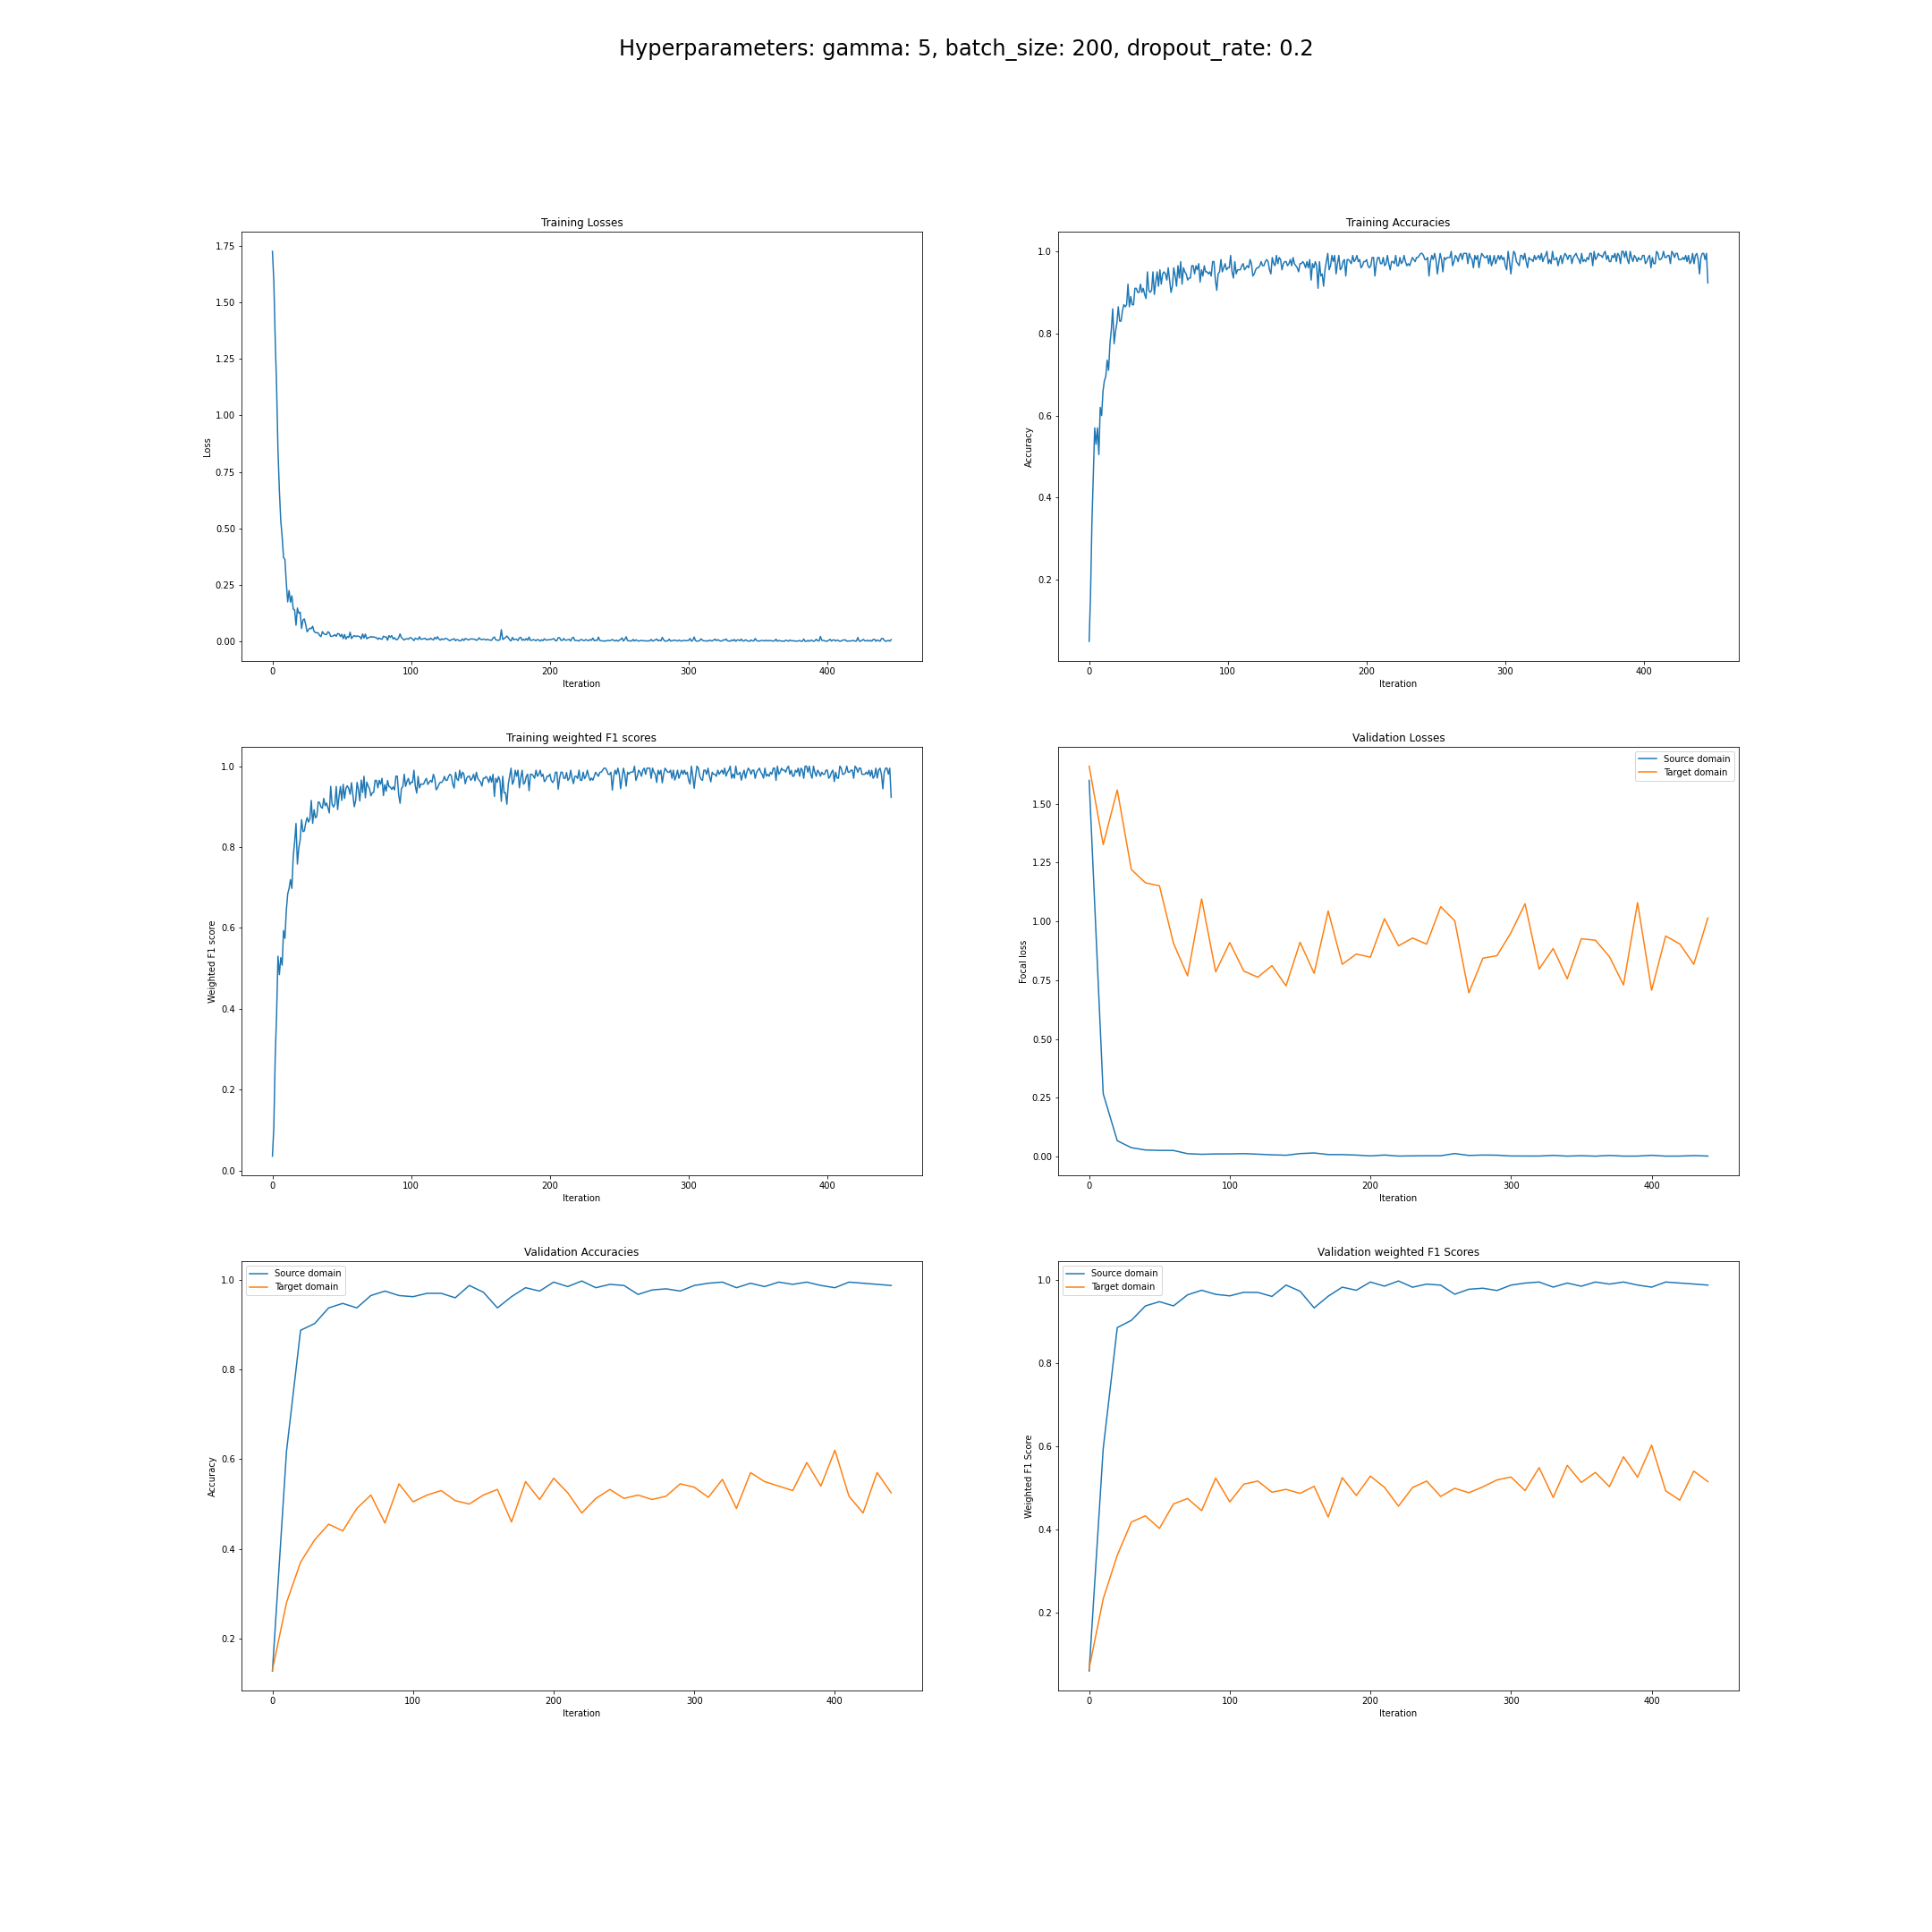 Hyperparameters: gamma: 5, batch_size: 200, dropout_rate: 0.2
Training Losses
1.75
1.50
1.25
1.00
0.75
0.50
0.25
0.00
Loss
0 100 200 300 400
Iteration
Training Accuracies
1.0
0.8
0.6
0.4
0.2
Accuracy
0 100 200 300 400
Iteration
Training weighted F1 scores
1.0
0.8
0.6
0.4
0.2
0.0
Weighted F1 score
0 100 200 300 400
Iteration
Validation Losses
Source domain
Target domain
1.50
1.25
1.00
0.75
0.50
0.25
0.00
Focal loss
0 100 200 300 400
Iteration
Validation Accuracies
Source domain
Target domain
1.0
0.8
0.6
0.4
0.2
Accuracy
0 100 200 300 400
Iteration
Validation weighted F1 Scores
Source domain
Target domain
1.0
0.8
0.6
0.4
0.2
Weighted F1 Score
0 100 200 300 400
Iteration